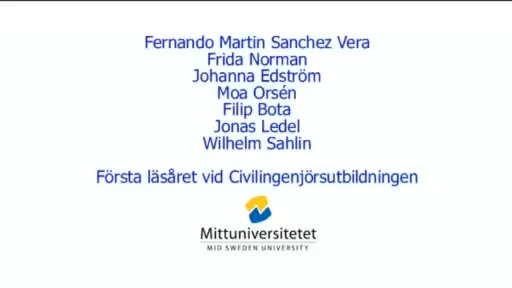 Fernando Martin Sanchez Vera
Frida Norman
Johanna Edström
Moa Orsén
Filip Bota
Jonas Ledel
Wilhelm Sahlin
Första läsåret vid Civilingenjörsutbildningen
Mittuniversitetet
MID SWEDEN UNIVERSITY